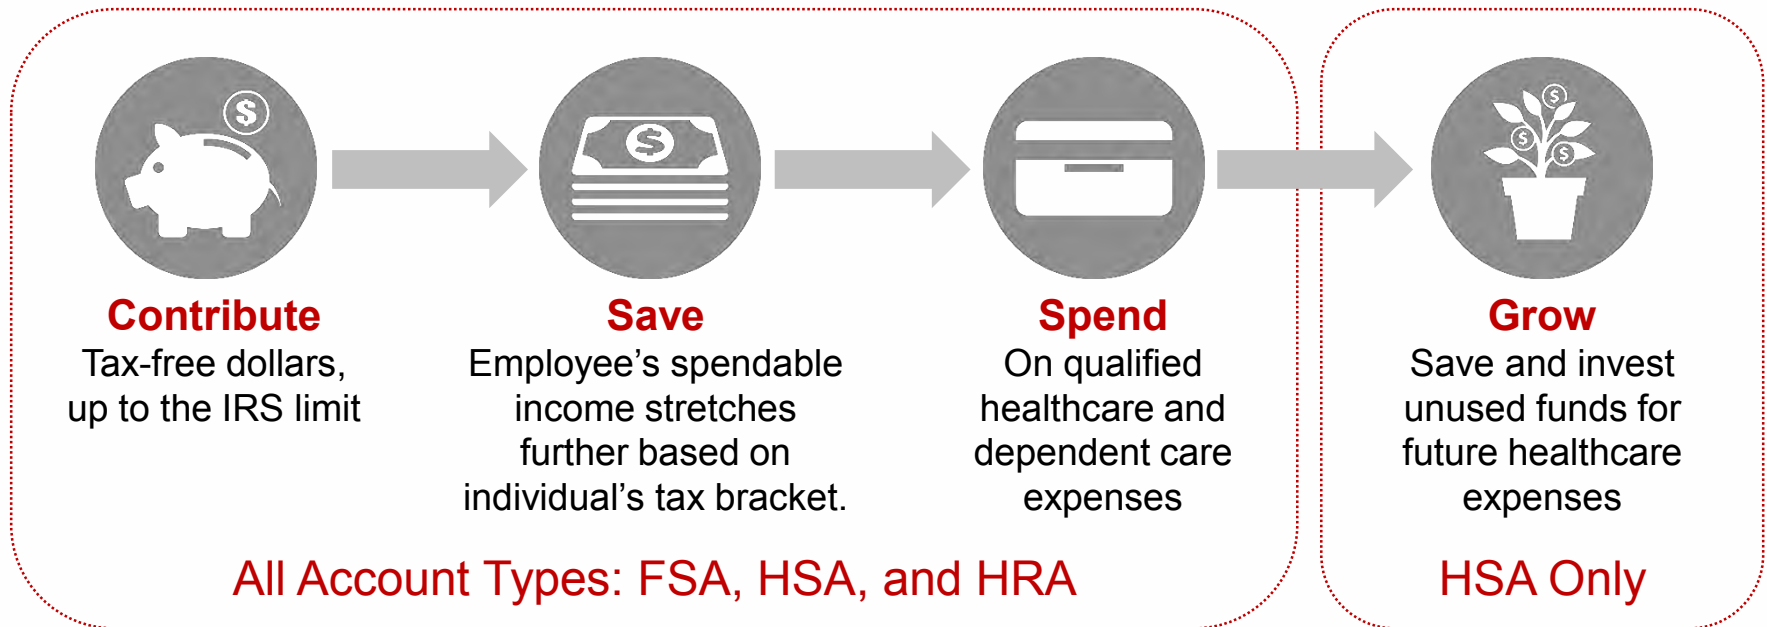 Contribute
Tax-free dollars,
up to the IRS limit
Save
Employee’s spendable
income stretches
further based on
individual’s tax bracket.
Spend
On qualified
healthcare and
dependent care
expenses
Grow
Save and invest
unused funds for
future healthcare
expenses
All Account Types: FSA, HSA, and HRA
HSA Only
$
$
$
$
$